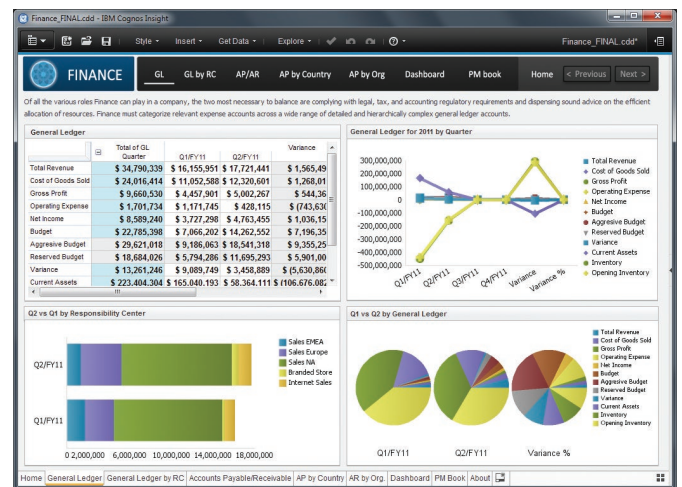 Finance_FINAL.cdd - IBM Cognos Insight
Style Insert Get Data Explore Finance_FINAL.cdd*
FINANCE GL GL by RC AP/AR AP by Country AP by Org Dashboard PM book Home < Previous Next >
Of all the various roles Finance can play in a company, the two most necessary to balance are complying with legal, tax, and accounting regulatory requirements and dispensing sound advice on the efficient
allocation of resources. Finance must categorize relevant expense accounts across a wide range of detailed and hierarchically complex general ledger accounts.
General Ledger
Total of GL
Quarter Q1/FY11 Q2/FY11 Variance
Total Revenue $ 34,790,339 $ 16,155,951 $ 17,721,441 $ 1,565,49
Cost of Goods Sold $ 24,016,414 $ 11,052,588 $ 12,320,601 $ 1,268,01
Gross Profit $ 9,660,530 $ 4,457,901 $ 5,002,267 $ 544,36
Operating Expense $ 1,701,734 $ 1,171,745 $ 428,115 $ (743,630
Net Income $ 8,589,240 $ 3,727,298 $ 4,763,455 $ 1,036,15
Budget $ 22,785,398 $ 7,066,202 $ 14,262,552 $ 7,196,35
Aggresive Budget $ 29,621,018 $ 9,186,063 $ 18,541,318 $ 9,355,25
Reserved Budget $ 18,684,026 $ 5,794,286 $ 11,695,293 $ 5,901,00
Variance $ 13,261,246 $ 9,089,749 $ 3,458,889 $ (5,630,860
Current Assets $ 223,404,304 $ 165,040,193 $ 58,364,111 $ (106,676,082
General Ledger for 2011 by Quarter
300,000,000
200,000,000
100,000,000
0
-100,000,000
-200,000,000
-300,000,000
-400,000,000
-500,000,000
Q1/FY11 Q2/FY11 Q3/FY11 Q4/FY11 Variance Variance %
Total Revenue
Cost of Goods Sold
Gross Profit
Operating Expense
Net Income
Budget
Aggresive Budget
Reserved Budget
Variance
Current Assets
Inventory
Opening Inventory
Q2 vs Q1 by Responsibility Center
Q2/FY11
Q1/FY11
0 2,000,000 6,000,000 10,000,000 14,000,000 18,000,000
Sales EMEA
Sales Europe
Sales NA
Branded Store
Internet Sales
Q1 vs Q2 by General Ledger
Q1/FY11 Q2/FY11 Variance %
Total Revenue
Cost of Goods Sold
Gross Profit
Operating Expense
Net Income
Budget
Aggresive Budget
Reserved Budget
Variance
Current Assets
Inventory
Opening Inventory
Home General Ledger General Ledger by RC Accounts Payable/Receivable AP by Country AR by Org. Dashboard PM Book About